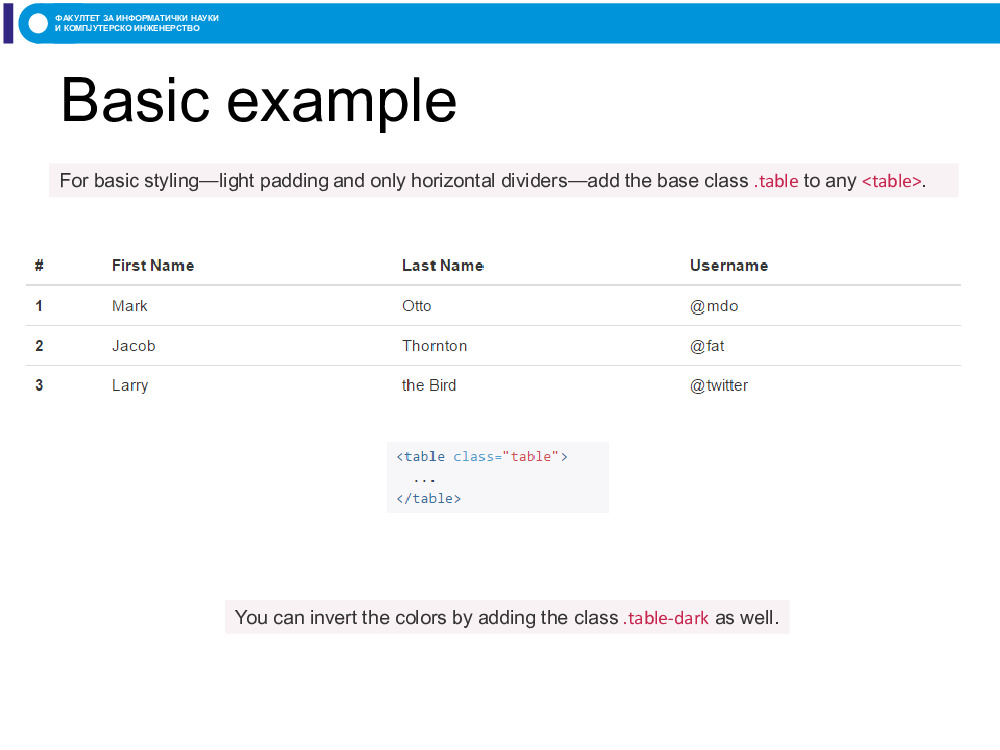 ФАКУЛТЕТ ЗА ИНФОРМАТИЧКИ НАУКИ
И КОМПЈУТЕРСКО ИНЖЕНЕРСТВО
Basic example
For basic styling—light padding and only horizontal dividers—add the base class .table to any <table>.
# First Name Last Name Username
1 Mark Otto @mdo
2 Jacob Thornton @fat
3 Larry the Bird @twitter
<table class="table">
...
</table>
You can invert the colors by adding the class .table-dark as well.